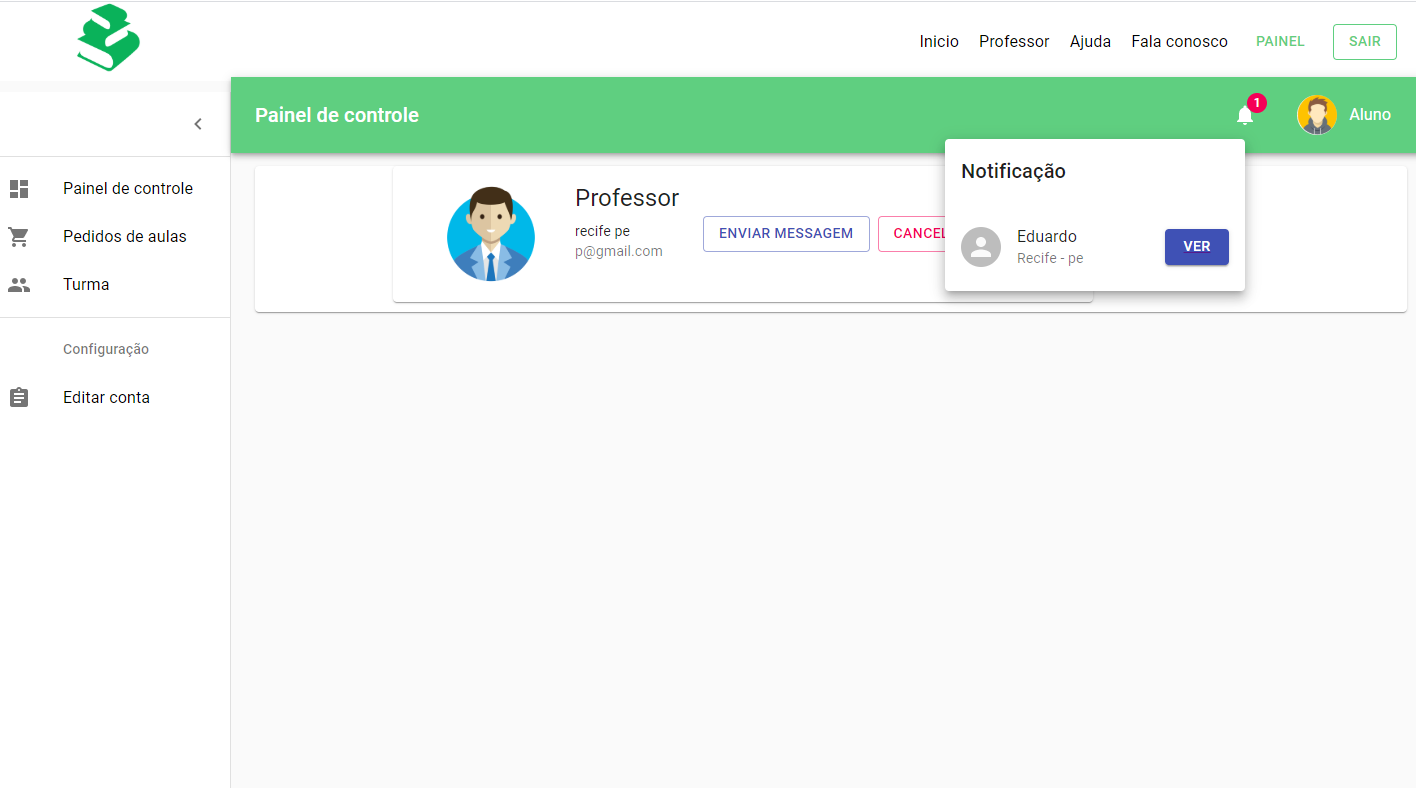 Inicio Professor Ajuda Fala conosco PAINEL SAIR
Painel de controle
1
Aluno
Painel de controle
Pedidos de aulas
Turma
Configuração
Editar conta
Professor
recife pe
p@gmail.com
ENVIAR MESSAGEM
CANCEL
Notificação
Eduardo
Recife - pe
VER